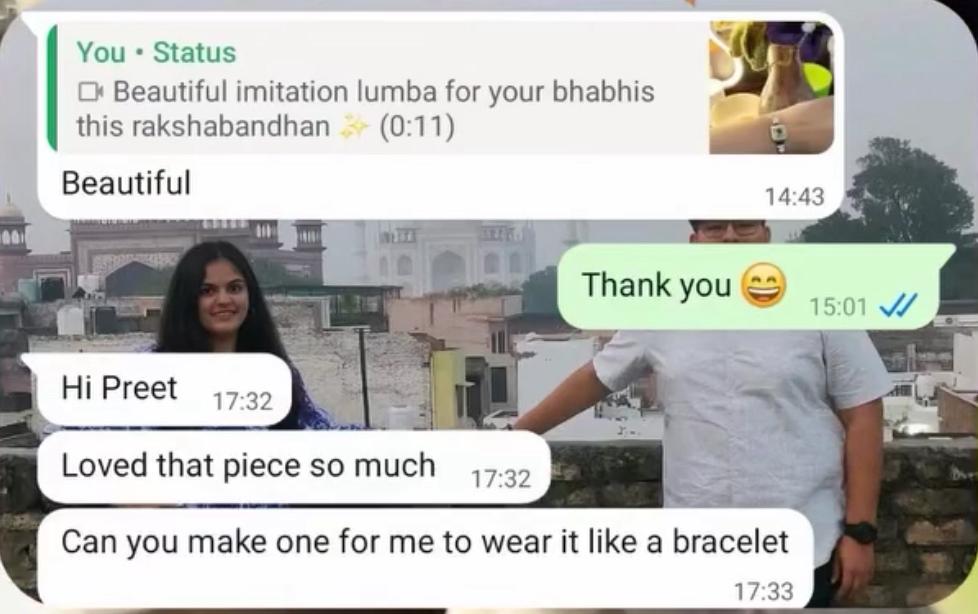 You • Status
Beautiful imitation lumba for your bhabhis
this rakshabandhan ✨ (0:11)
Beautiful
14:43
Thank you 😄
15:01
Hi Preet 17:32
Loved that piece so much 17:32
Can you make one for me to wear it like a bracelet
17:33